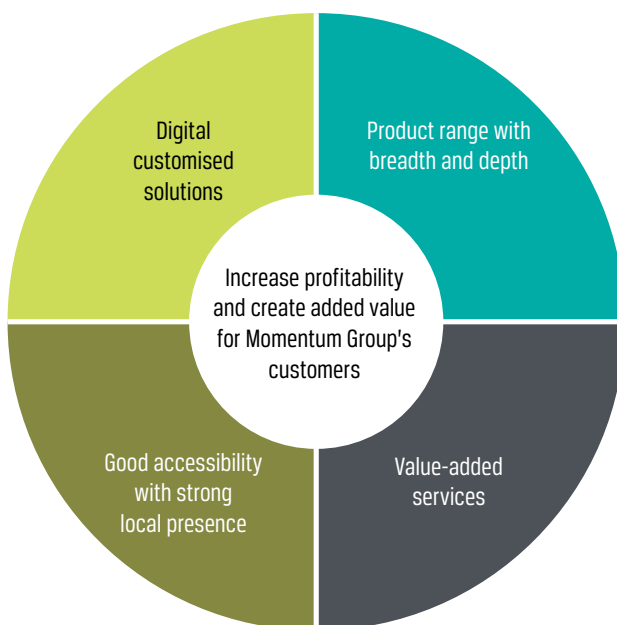 Digital
customised
solutions
Product range with
breadth and depth
Increase profitability
and create added value
for Momentum Group's
customers
Good accessibility
with strong
local presence
Value-added
services